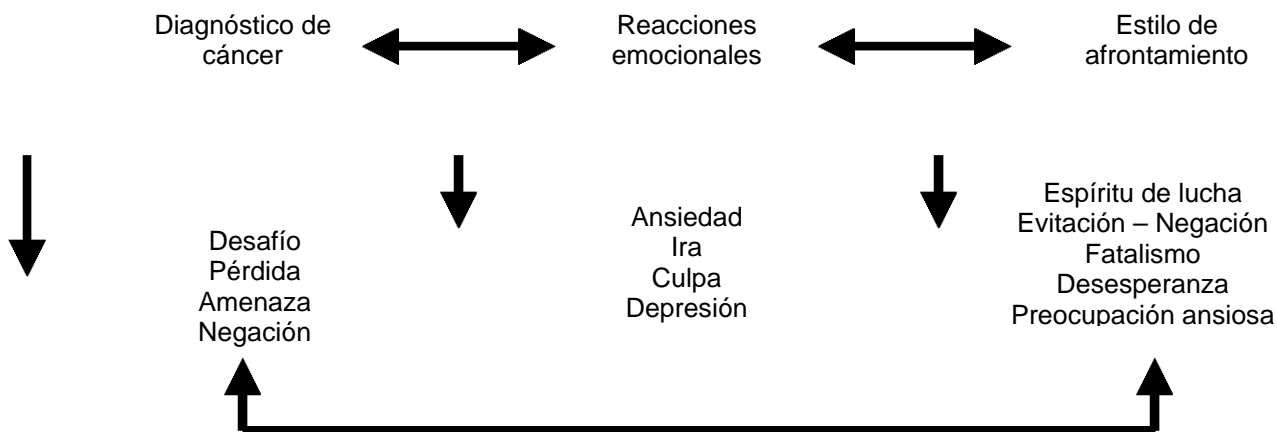 Diagnóstico de
cáncer
Reacciones
emocionales
Estilo de
afrontamiento
Desafío
Pérdida
Amenaza
Negación
Ansiedad
Ira
Culpa
Depresión
Espíritu de lucha
Evitación – Negación
Fatalismo
Desesperanza
Preocupación ansiosa